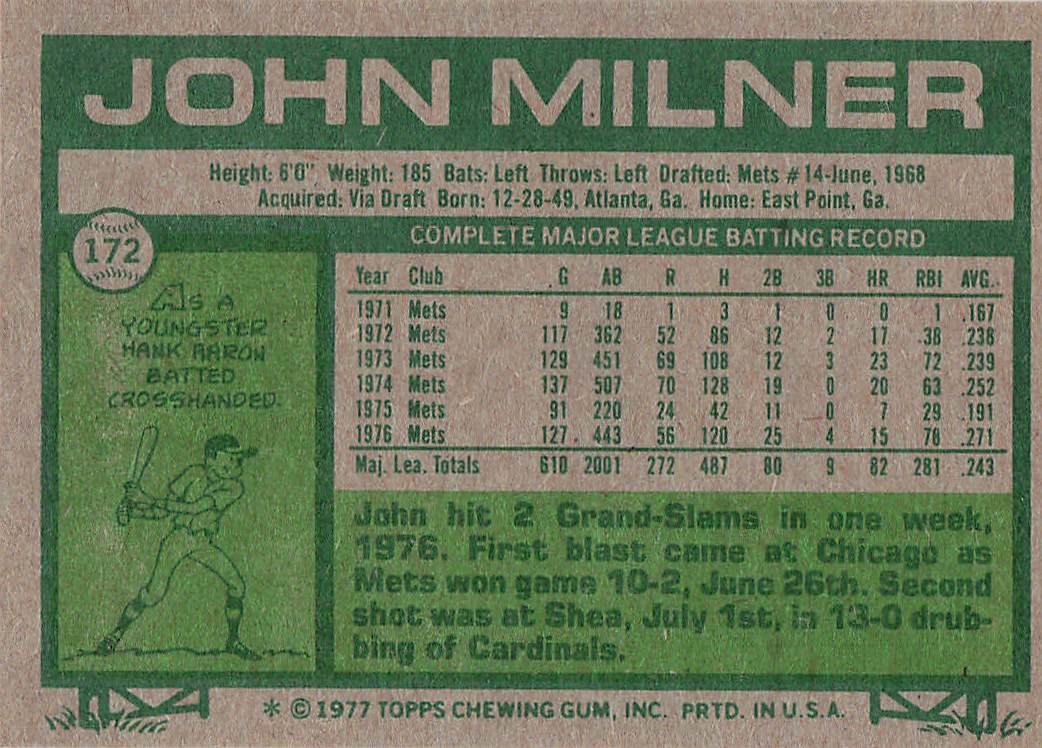 JOHN MILNER
Height: 6'0" Weight: 185 Bats: Left Throws: Left Drafted: Mets #14-June, 1968
Acquired: Via Draft Born: 12-28-49, Atlanta, Ga. Home: East Point, Ga.
172
AS A
YOUNGSTER
HANK AARON
BATTED
CROSSHANDED.
COMPLETE MAJOR LEAGUE BATTING RECORD
Year Club G AB R H 2B 3B HR RBI AVG.
1971 Mets 9 18 1 3 1 0 0 1 .167
1972 Mets 117 362 52 86 12 2 17 38 .238
1973 Mets 129 451 69 108 12 3 23 72 .239
1974 Mets 137 507 70 128 19 0 20 63 .252
1975 Mets 91 220 24 42 11 0 7 29 .191
1976 Mets 127 443 56 120 25 4 15 78 .271
Maj. Lea. Totals 610 2001 272 487 80 9 82 281 .243
John hit 2 Grand-Slams in one week,
1976. First blast came at Chicago as
Mets won game 10-2, June 26th. Second
shot was at Shea, July 1st, in 13-0 drub-
bing of Cardinals.
* © 1977 TOPPS CHEWING GUM, INC. PRTD. IN U.S.A.